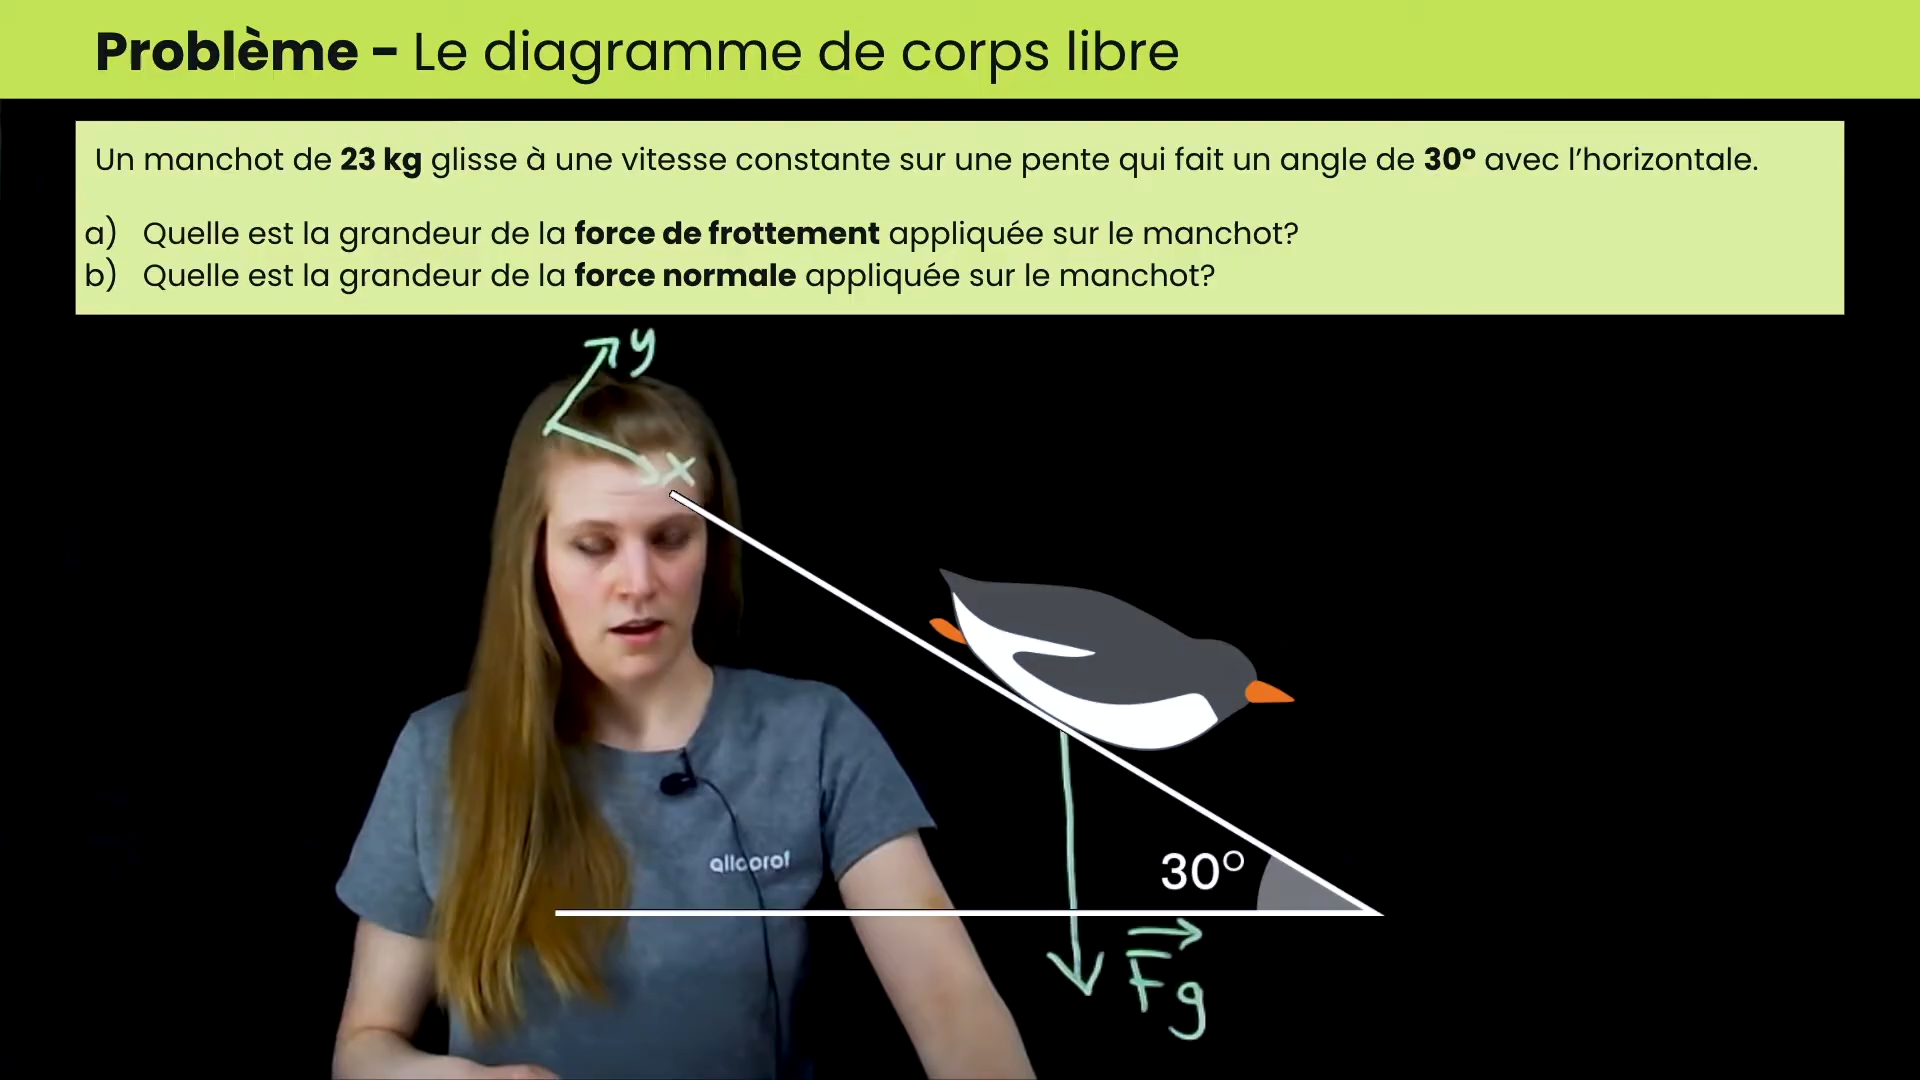 Problème - Le diagramme de corps libre
Un manchot de 23 kg glisse à une vitesse constante sur une pente qui fait un angle de 30° avec l’horizontale.
a) Quelle est la grandeur de la force de frottement appliquée sur le manchot?
b) Quelle est la grandeur de la force normale appliquée sur le manchot?
y
x
alloprof
30°
Fg